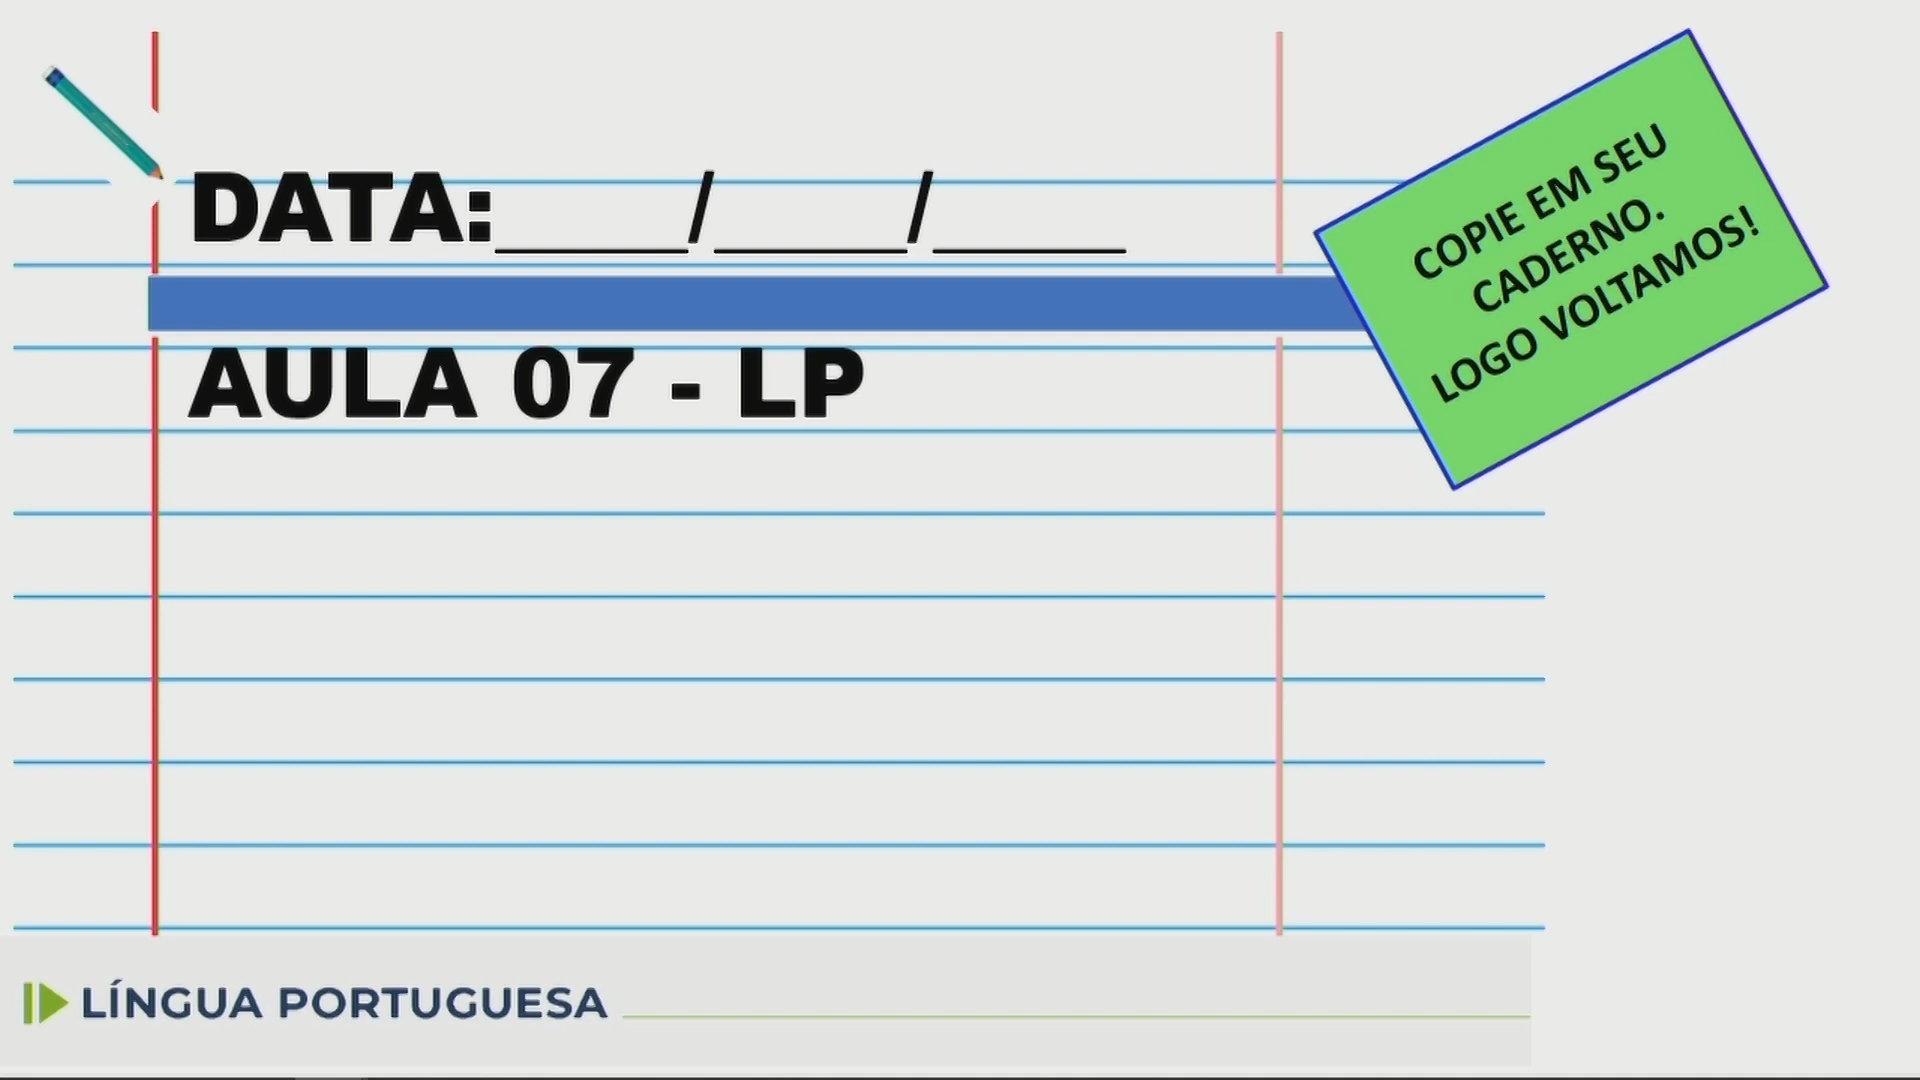 DATA:____/____/____
AULA 07 - LP
COPIE EM SEU
CADERNO.
LOGO VOLTAMOS!
LÍNGUA PORTUGUESA